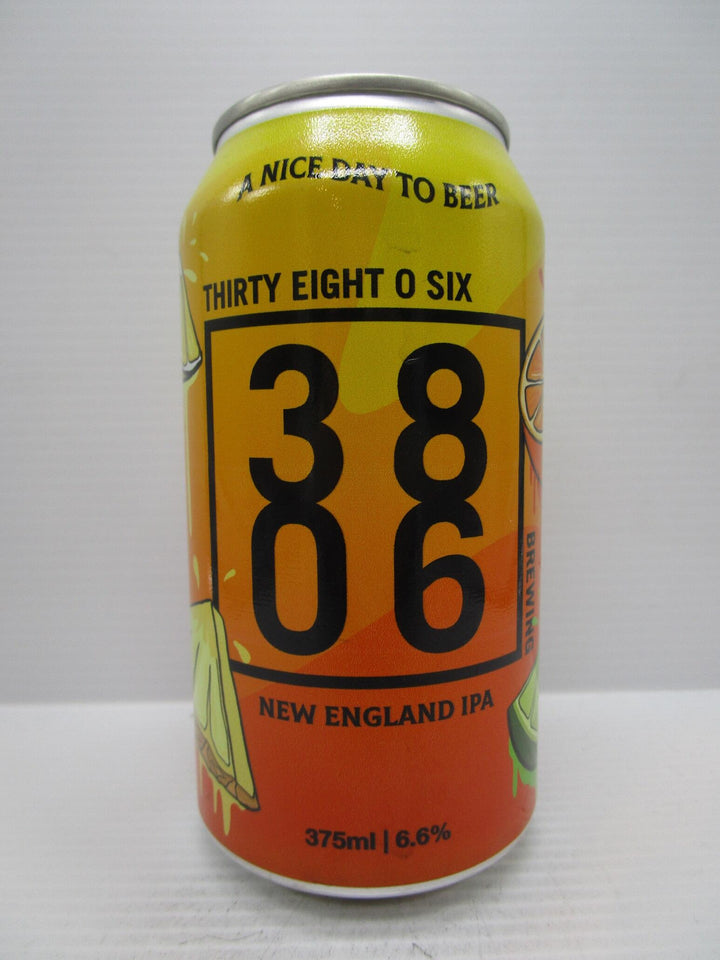 A NICE DAY TO BEER
THIRTY EIGHT O SIX
38
06
BREWING
NEW ENGLAND IPA
375ml | 6.6%